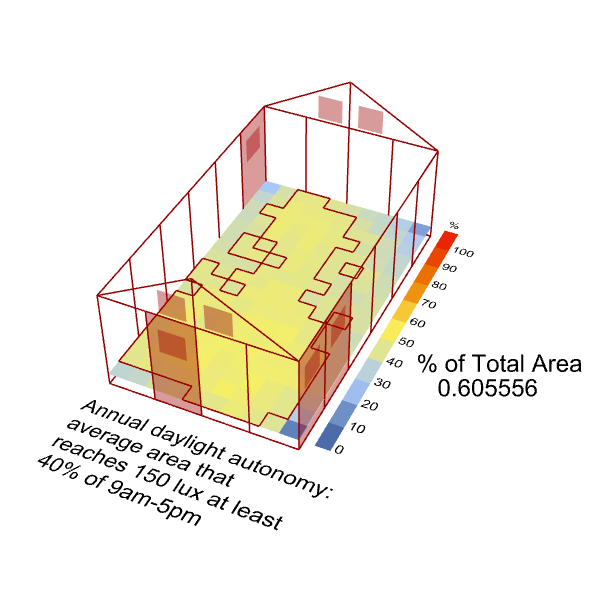 %
100
90
80
70
60
50
40
30
20
10
0
% of Total Area
0.605556
Annual daylight autonomy:
average area that
reaches 150 lux at least
40% of 9am-5pm